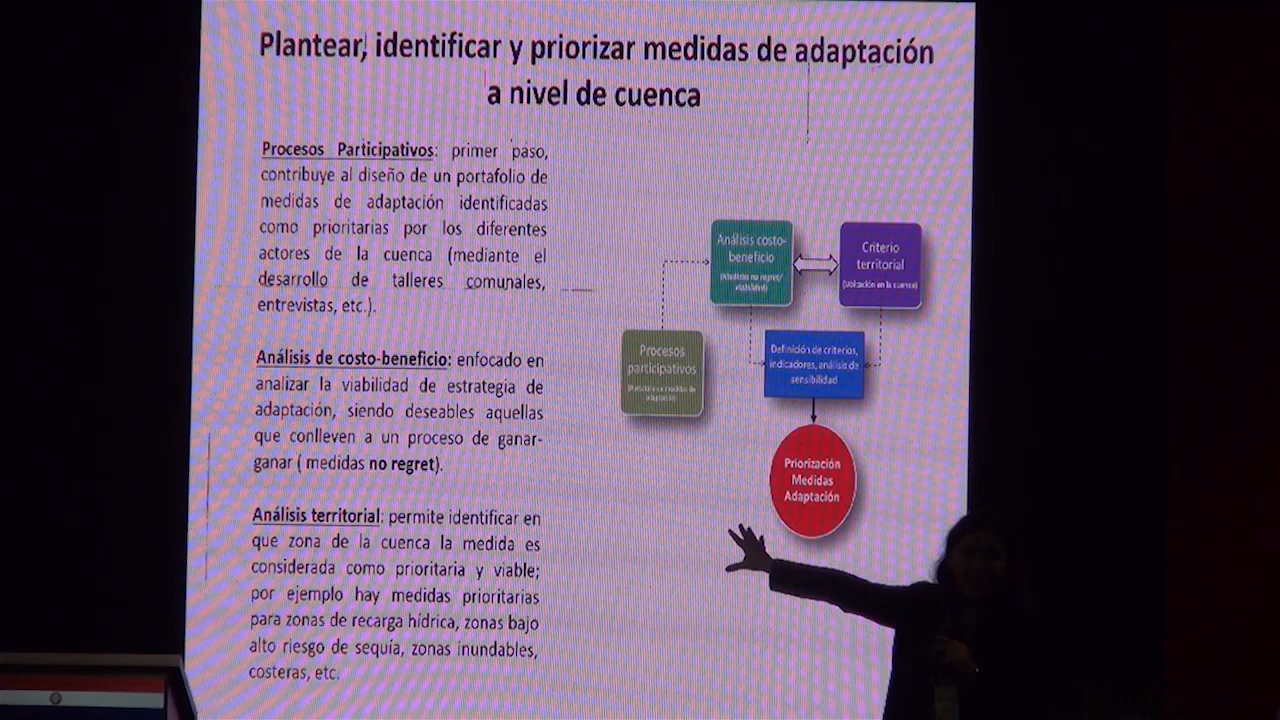 Plantear, identificar y priorizar medidas de adaptación
a nivel de cuenca
Procesos Participativos: primer paso,
contribuye al diseño de un portafolio de
medidas de adaptación identificadas
como prioritarias por los diferentes
actores de la cuenca (mediante el
desarrollo de talleres comunales,
entrevistas, etc.).
Análisis de costo-beneficio: enfocado en
analizar la viabilidad de estrategia de
adaptación, siendo deseables aquellas
que conlleven a un proceso de ganar-
ganar ( medidas no regret).
Análisis territorial: permite identificar en
que zona de la cuenca la medida es
considerada como prioritaria y viable;
por ejemplo hay medidas prioritarias
para zonas de recarga hídrica, zonas bajo
alto riesgo de sequía, zonas inundables,
costeras, etc.
Análisis costo-
beneficio
(Medidas no regret/
viabilidad)
Criterio
territorial
(Ubicación en la cuenca)
Procesos
participativos
Definición de criterios,
indicadores, análisis de
sensibilidad
Priorización
Medidas
Adaptación